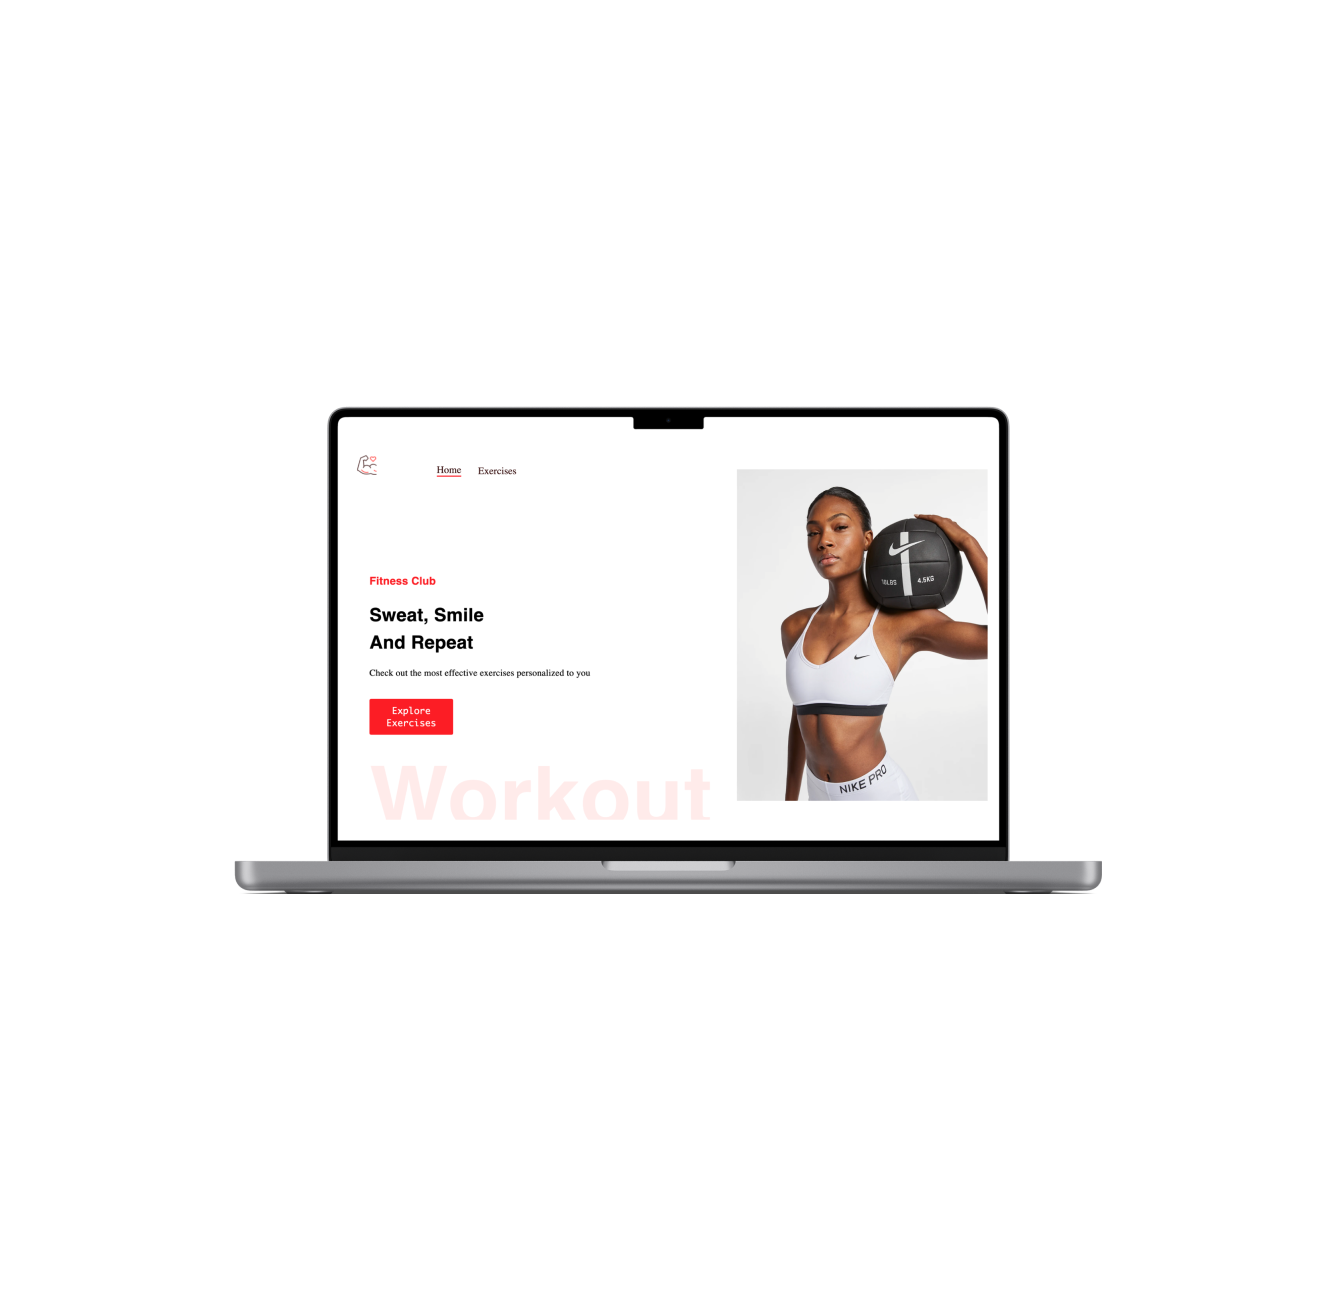 Home
Exercises
Fitness Club
Sweat, Smile
And Repeat
Check out the most effective exercises personalized to you
Explore
Exercises
Workout
10LBS
4.5KG
NIKE PRO